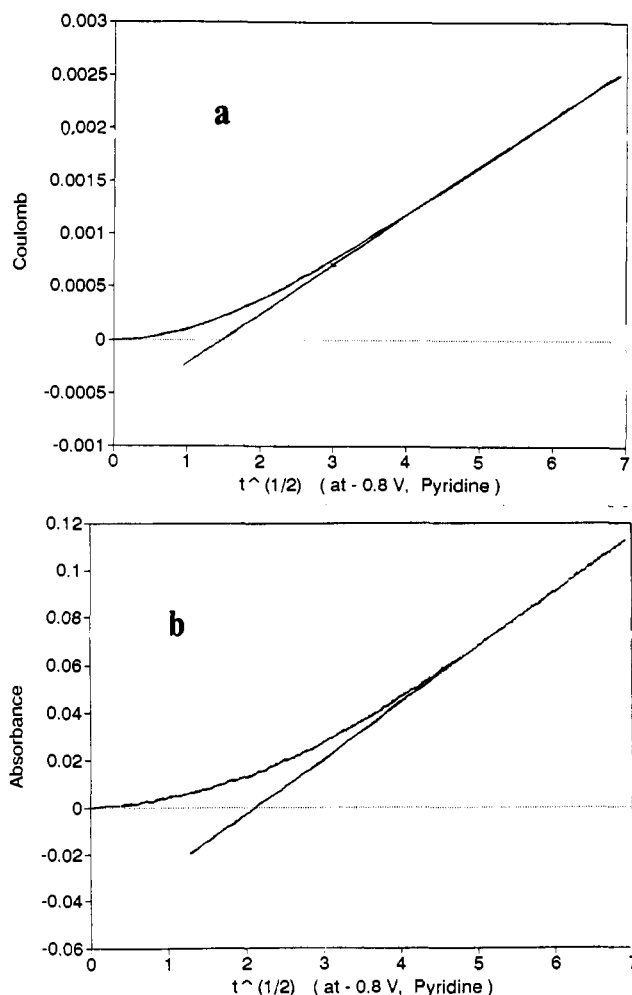 0.003
0.0025
0.002
0.0015
0.001
0.0005
0
-0.0005
-0.001
Coulomb
a
0 1 2 3 4 5 6 7
t^(1/2) ( at - 0.8 V, Pyridine )
0.12
0.1
0.08
0.06
0.04
0.02
0
-0.02
-0.04
-0.06
Absorbance
b
0 1 2 3 4 5 6 7
t^(1/2) ( at - 0.8 V, Pyridine )